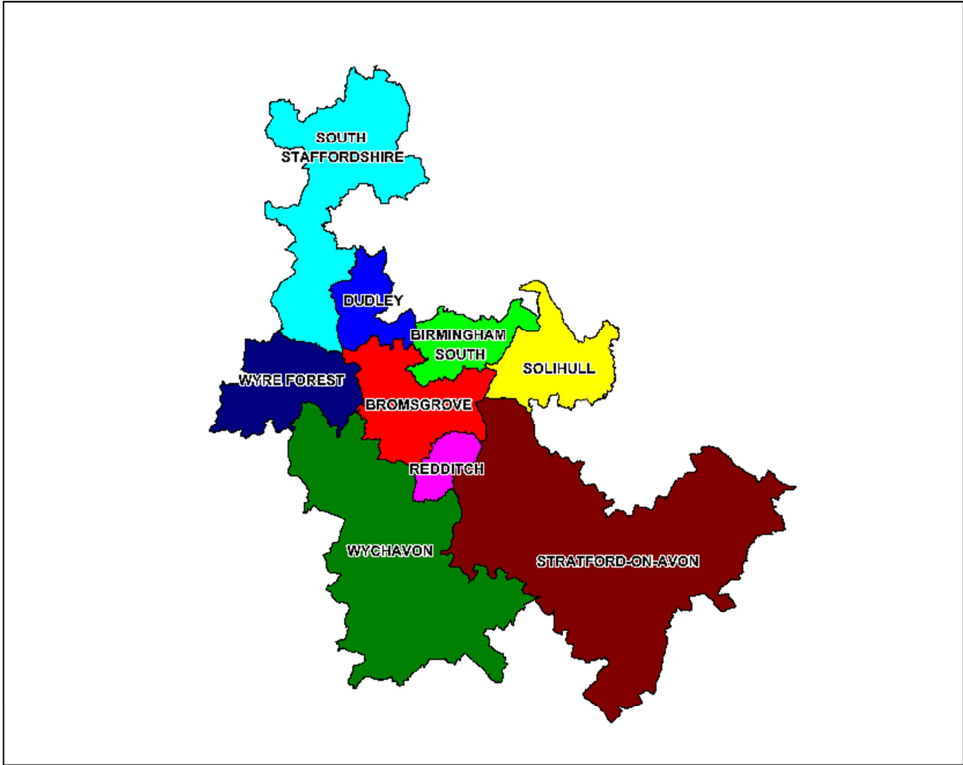 SOUTH
STAFFORDSHIRE
DUDLEY
BIRMINGHAM
SOUTH
SOLIHULL
WYRE FOREST
BROMSGROVE
REDDITCH
WYCHAVON
STRATFORD-ON-AVON